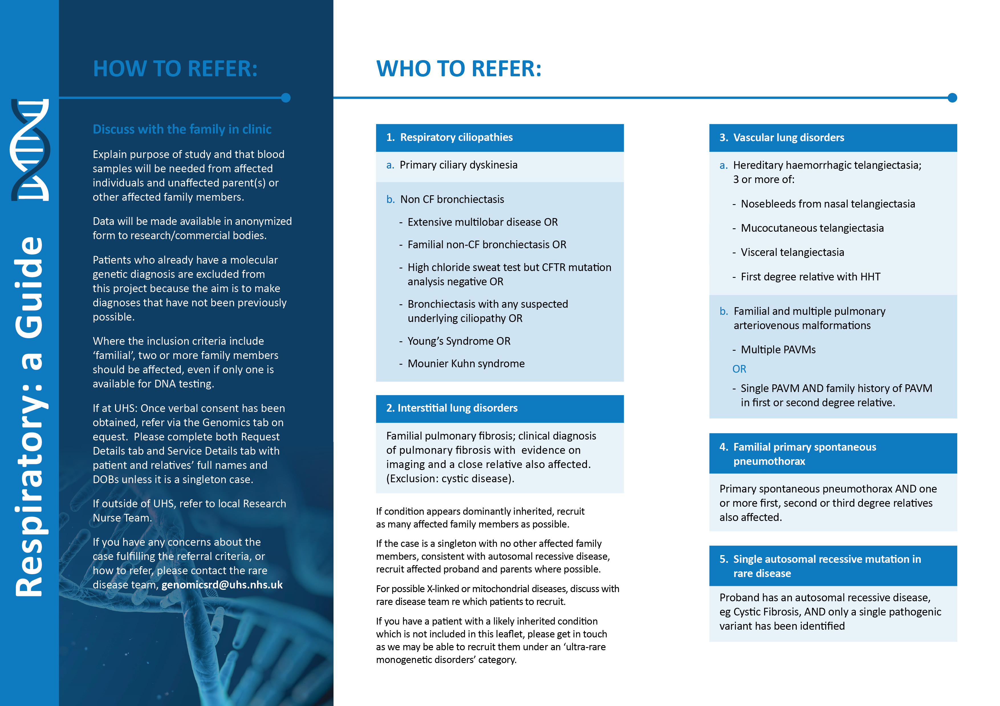 Respiratory: a Guide
HOW TO REFER:
Discuss with the family in clinic
Explain purpose of study and that blood
samples will be needed from affected
individuals and unaffected parent(s) or
other affected family members.
Data will be made available in anonymized
form to research/commercial bodies.
Patients who already have a molecular
genetic diagnosis are excluded from
this project because the aim is to make
diagnoses that have not been previously
possible.
Where the inclusion criteria include
‘familial’, two or more family members
should be affected, even if only one is
available for DNA testing.
If at UHS: Once verbal consent has been
obtained, refer via the Genomics tab on
equest.  Please complete both Request
Details tab and Service Details tab with
patient and relatives’ full names and
DOBs unless it is a singleton case.
If outside of UHS, refer to local Research
Nurse Team.
If you have any concerns about the
case fulfilling the referral criteria, or
how to refer, please contact the rare
disease team, genomicsrd@uhs.nhs.uk
WHO TO REFER:
1. Respiratory ciliopathies
a. Primary ciliary dyskinesia
b. Non CF bronchiectasis
- Extensive multilobar disease OR
- Familial non-CF bronchiectasis OR
- High chloride sweat test but CFTR mutation
analysis negative OR
- Bronchiectasis with any suspected
underlying ciliopathy OR
- Young’s Syndrome OR
- Mounier Kuhn syndrome
2. Interstitial lung disorders
Familial pulmonary fibrosis; clinical diagnosis
of pulmonary fibrosis with  evidence on
imaging and a close relative also affected.
(Exclusion: cystic disease).
If condition appears dominantly inherited, recruit
as many affected family members as possible.
If the case is a singleton with no other affected family
members, consistent with autosomal recessive disease,
recruit affected proband and parents where possible.
For possible X-linked or mitochondrial diseases, discuss with
rare disease team re which patients to recruit.
If you have a patient with a likely inherited condition
which is not included in this leaflet, please get in touch
as we may be able to recruit them under an ‘ultra-rare
monogenetic disorders’ category.
3. Vascular lung disorders
a. Hereditary haemorrhagic telangiectasia;
3 or more of:
- Nosebleeds from nasal telangiectasia
- Mucocutaneous telangiectasia
- Visceral telangiectasia
- First degree relative with HHT
b. Familial and multiple pulmonary
arteriovenous malformations
- Multiple PAVMs
OR
- Single PAVM AND family history of PAVM
in first or second degree relative.
4. Familial primary spontaneous
pneumothorax
Primary spontaneous pneumothorax AND one
or more first, second or third degree relatives
also affected.
5. Single autosomal recessive mutation in
rare disease
Proband has an autosomal recessive disease,
eg Cystic Fibrosis, AND only a single pathogenic
variant has been identified